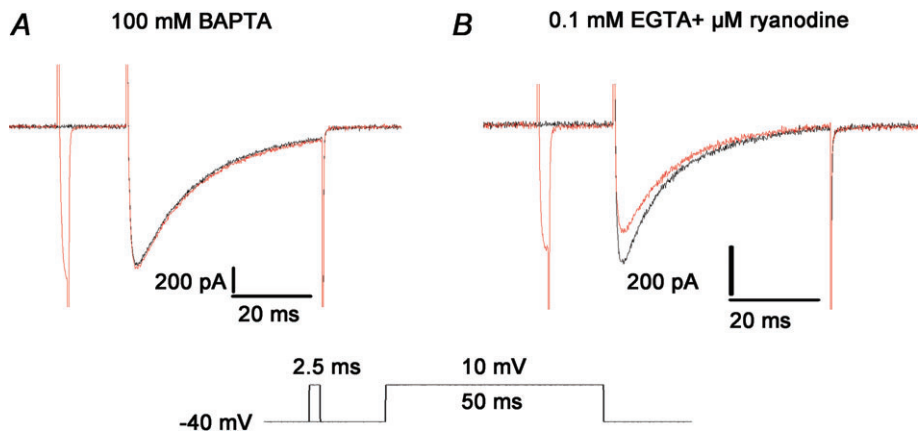 A 100 mM BAPTA
B 0.1 mM EGTA+ µM ryanodine
200 pA
20 ms
200 pA
20 ms
2.5 ms
10 mV
50 ms
-40 mV